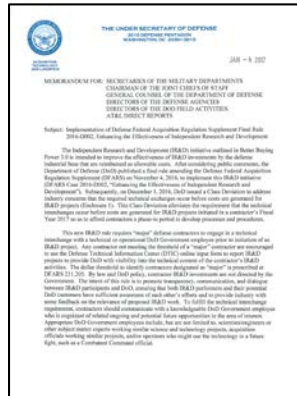 THE UNDER SECRETARY OF DEFENSE
3010 DEFENSE PENTAGON
WASHINGTON, DC 20301-3010
ACQUISITION,
TECHNOLOGY
AND LOGISTICS
JAN - 4 2017
MEMORANDUM FOR: SECRETARIES OF THE MILITARY DEPARTMENTS
CHAIRMAN OF THE JOINT CHIEFS OF STAFF
GENERAL COUNSEL OF THE DEPARTMENT OF DEFENSE
DIRECTORS OF THE DEFENSE AGENCIES
DIRECTORS OF THE DOD FIELD ACTIVITIES
AT&L DIRECT REPORTS
Subject: Implementation of Defense Federal Acquisition Regulation Supplement Final Rule
2016-D002, Enhancing the Effectiveness of Independent Research and Development
The Independent Research and Development (IR&D) initiative outlined in Better Buying
Power 3.0 is intended to improve the effectiveness of IR&D investments by the defense
industrial base that are reimbursed as allowable costs. After considering public comments, the
Department of Defense (DoD) published a final rule amending the Defense Federal Acquisition
Regulation Supplement (DFARS) on November 4, 2016, to implement this IR&D initiative
(DFARS Case 2016-D002, "Enhancing the Effectiveness of Independent Research and
Development"). Subsequently, on December 5, 2016, DoD issued a Class Deviation to address
industry concerns that the required technical exchanges occur before costs are generated for
IR&D projects (Enclosure 1). This Class Deviation alleviates the requirement that the technical
interchanges occur before costs are generated for IR&D projects initiated in a contractor's Fiscal
Year 2017 so as to afford contractors a phase-in period to develop processes and procedures.
This new IR&D rule requires "major" defense contractors to engage in a technical
interchange with a technical or operational DoD Government employee prior to initiation of an
IR&D project. Any contractor not meeting the threshold of a "major" contractor are encouraged
to use the Defense Technical Information Center (DTIC) online input form to report IR&D
projects to provide DoD with visibility into the technical content of the contractor's IR&D
activities. The dollar threshold to identify contractors designated as "major" is prescribed at
DFARS 231.205. By law and DoD policy, contractor IR&D investments are not directed by the
Government. The intent of this rule is to promote transparency, communication, and dialogue
between IR&D participants and DoD, ensuring that both IR&D performers and their potential
DoD customers have sufficient awareness of each other's efforts and to provide industry with
some feedback on the relevance of proposed IR&D work. To fulfill the technical interchange
requirement, contractors should communicate with a knowledgeable DoD Government employee
who is cognizant of related ongoing and potential future opportunities in the area of interest.
Appropriate DoD Government employees include, but are not limited to, scientists/engineers or
other subject matter experts working similar science and technology projects, acquisition
officials working similar projects, and/or operators who might use the technology in a future
fight, such as a Combatant Command official.